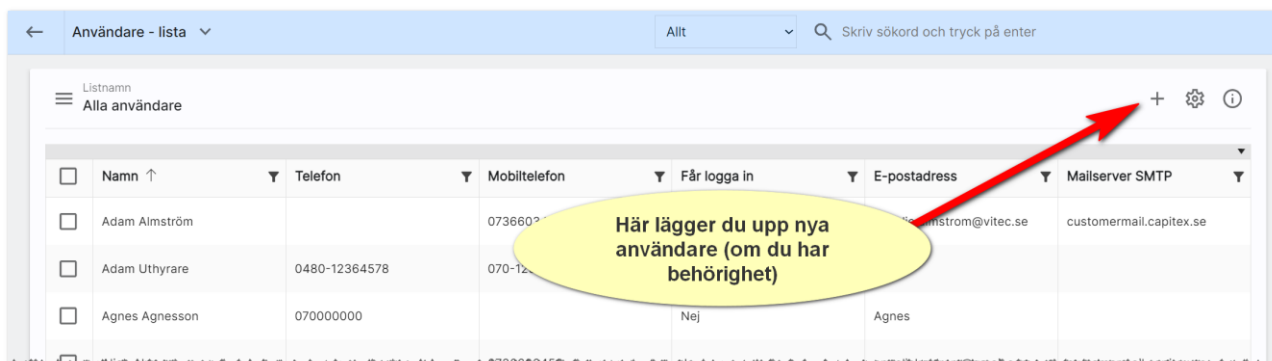 Användare - lista
Allt
Skriv sökord och tryck på enter
Listnamn
Alla användare
Namn Telefon Mobiltelefon Får logga in E-postadress Mailserver SMTP
Adam Almström customermail.capitex.se
Här lägger du upp nya
användare (om du har
behörighet)
Adam Uthyrare 0480-12364578
Agnes Agnesson 070000000 Nej Agnes